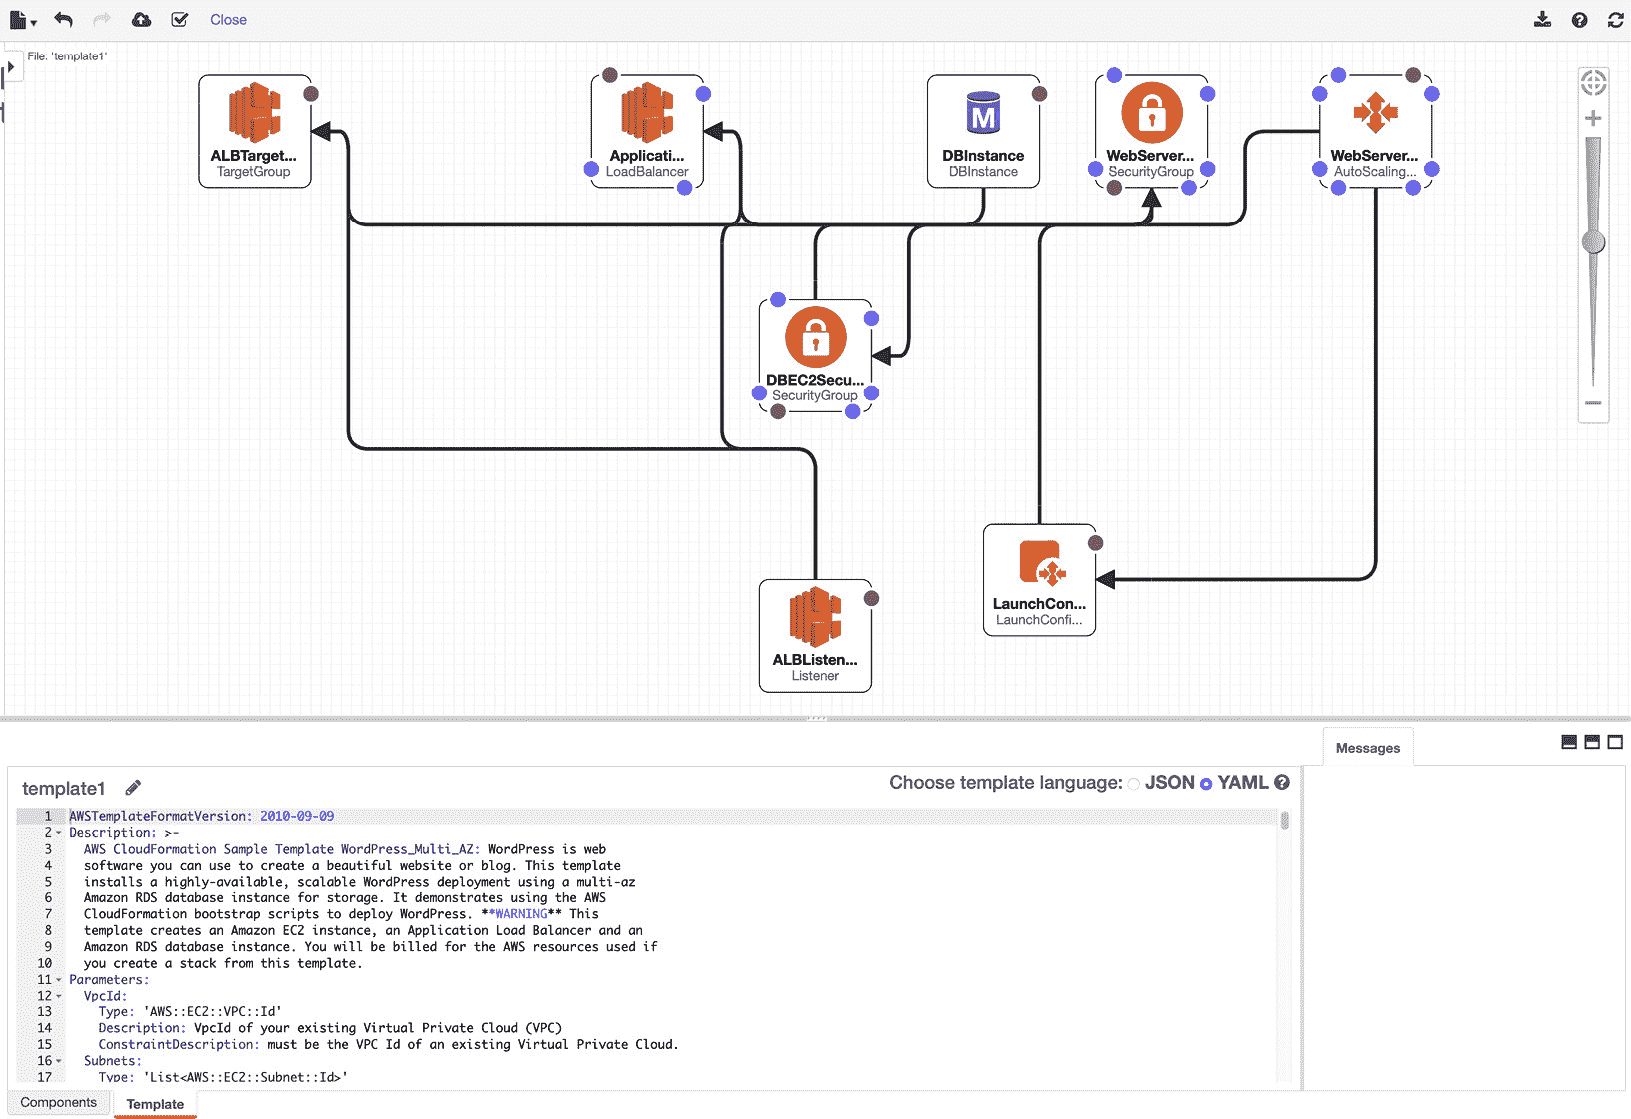 Close
File: 'template1'
ALBTarget...
TargetGroup
Applicati...
LoadBalancer
M
DBInstance
DBInstance
WebServer...
SecurityGroup
WebServer...
AutoScaling...
DBEC2Secu...
SecurityGroup
LaunchCon...
LaunchConfi...
ALBListen...
Listener
Messages
template1
Choose template language: JSON YAML
1 AWSTemplateFormatVersion: 2010-09-09
2 Description: >-
3 AWS CloudFormation Sample Template WordPress_Multi_AZ: WordPress is web
4 software you can use to create a beautiful website or blog. This template
5 installs a highly-available, scalable WordPress deployment using a multi-az
6 Amazon RDS database instance for storage. It demonstrates using the AWS
7 CloudFormation bootstrap scripts to deploy WordPress. **WARNING** This
8 template creates an Amazon EC2 instance, an Application Load Balancer and an
9 Amazon RDS database instance. You will be billed for the AWS resources used if
10 you create a stack from this template.
11 Parameters:
12 VpcId:
13 Type: 'AWS::EC2::VPC::Id'
14 Description: VpcId of your existing Virtual Private Cloud (VPC)
15 ConstraintDescription: must be the VPC Id of an existing Virtual Private Cloud.
16 Subnets:
17 Type: 'List<AWS::EC2::Subnet::Id>'
Components
Template